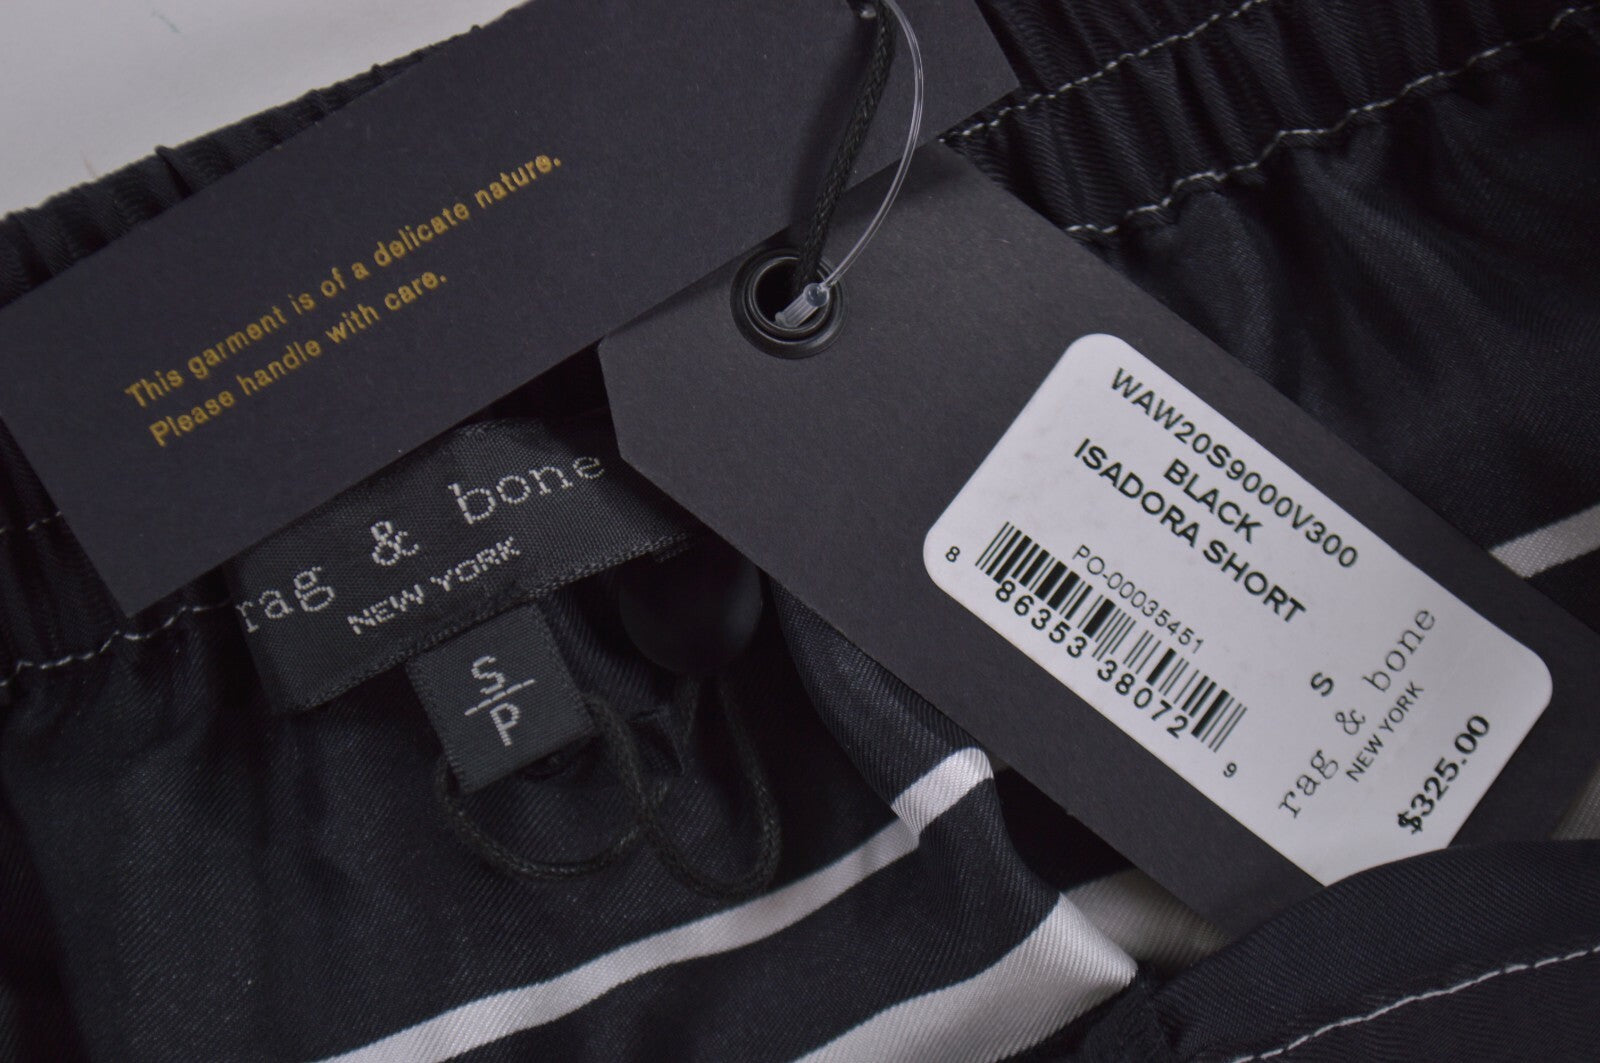 This garment is of a delicate nature.
Please handle with care.
rag & bone
NEW YORK
S/P
WAW20S9000V300
BLACK
ISADORA SHORT
PO-00035451
8 86353 38072 9
S
rag & bone
NEW YORK
$325.00